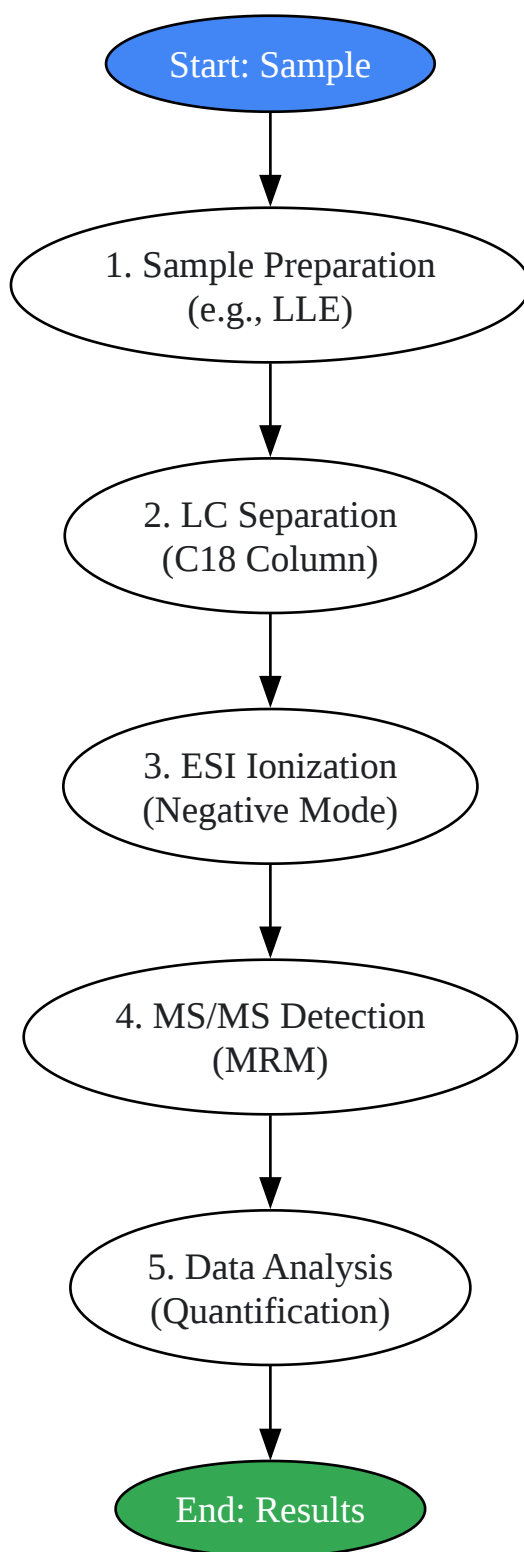 Start: Sample
1. Sample Preparation
(e.g., LLE)
2. LC Separation
(C18 Column)
3. ESI Ionization
(Negative Mode)
4. MS/MS Detection
(MRM)
5. Data Analysis
(Quantification)
End: Results